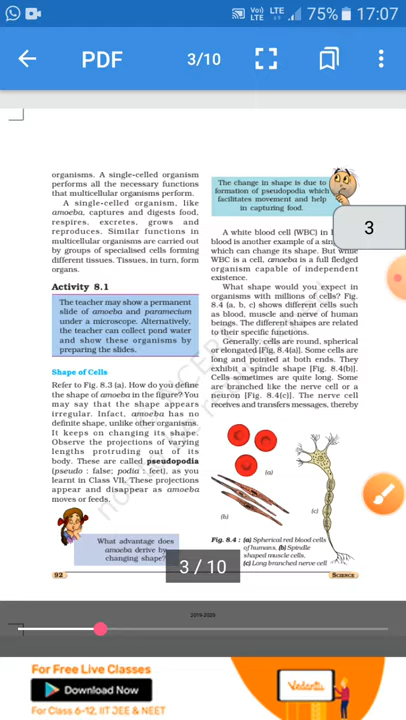 Voi) LTE LTE 75% 17:07
PDF 3/10
organisms. A single-celled organism
performs all the necessary functions
that multicellular organisms perform.
A single-celled organism, like
amoeba, captures and digests food,
respires, excretes, grows and
reproduces. Similar functions in
multicellular organisms are carried out
by groups of specialised cells forming
different tissues. Tissues, in turn, form
organs.
Activity 8.1
The teacher may show a permanent
slide of amoeba and paramecium
under a microscope. Alternatively,
the teacher can collect pond water
and show these organisms by
preparing the slides.
Shape of Cells
Refer to Fig. 8.3 (a). How do you define
the shape of amoeba in the figure? You
may say that the shape appears
irregular. Infact, amoeba has no
definite shape, unlike other organisms.
It keeps on changing its shape.
Observe the projections of varying
lengths protruding out of its
body. These are called pseudopodia
(pseudo : false; podia : feet), as you
learnt in Class VII. These projections
appear and disappear as amoeba
moves or feeds.
What advantage does
amoeba derive by
changing shape?
92
The change in shape is due to
formation of pseudopodia which
facilitates movement and help
in capturing food.
3
A white blood cell (WBC) in
blood is another example of a
which can change its shape. But while
WBC is a cell, amoeba is a full fledged
organism capable of independent
existence.
What shape would you expect in
organisms with millions of cells? Fig.
8.4 (a, b, c) shows different cells such
as blood, muscle and nerve of human
beings. The different shapes are related
to their specific functions.
Generally, cells are round, spherical
or elongated [Fig. 8.4(a)]. Some cells are
long and pointed at both ends. They
exhibit a spindle shape [Fig. 8.4(b)].
Cells sometimes are quite long. Some
are branched like the nerve cell or a
neuron [Fig. 8.4(c)]. The nerve cell
receives and transfers messages, thereby
(a)
(b)
(c)
Fig. 8.4 : (a) Spherical red blood cells
of humans, (b) Spindle
shaped muscle cells,
(c) Long branched nerve cell
3 / 10
SCIENCE
2019-2020
For Free Live Classes
Download Now
For Class 6-12, IIT JEE & NEET
Vedantu